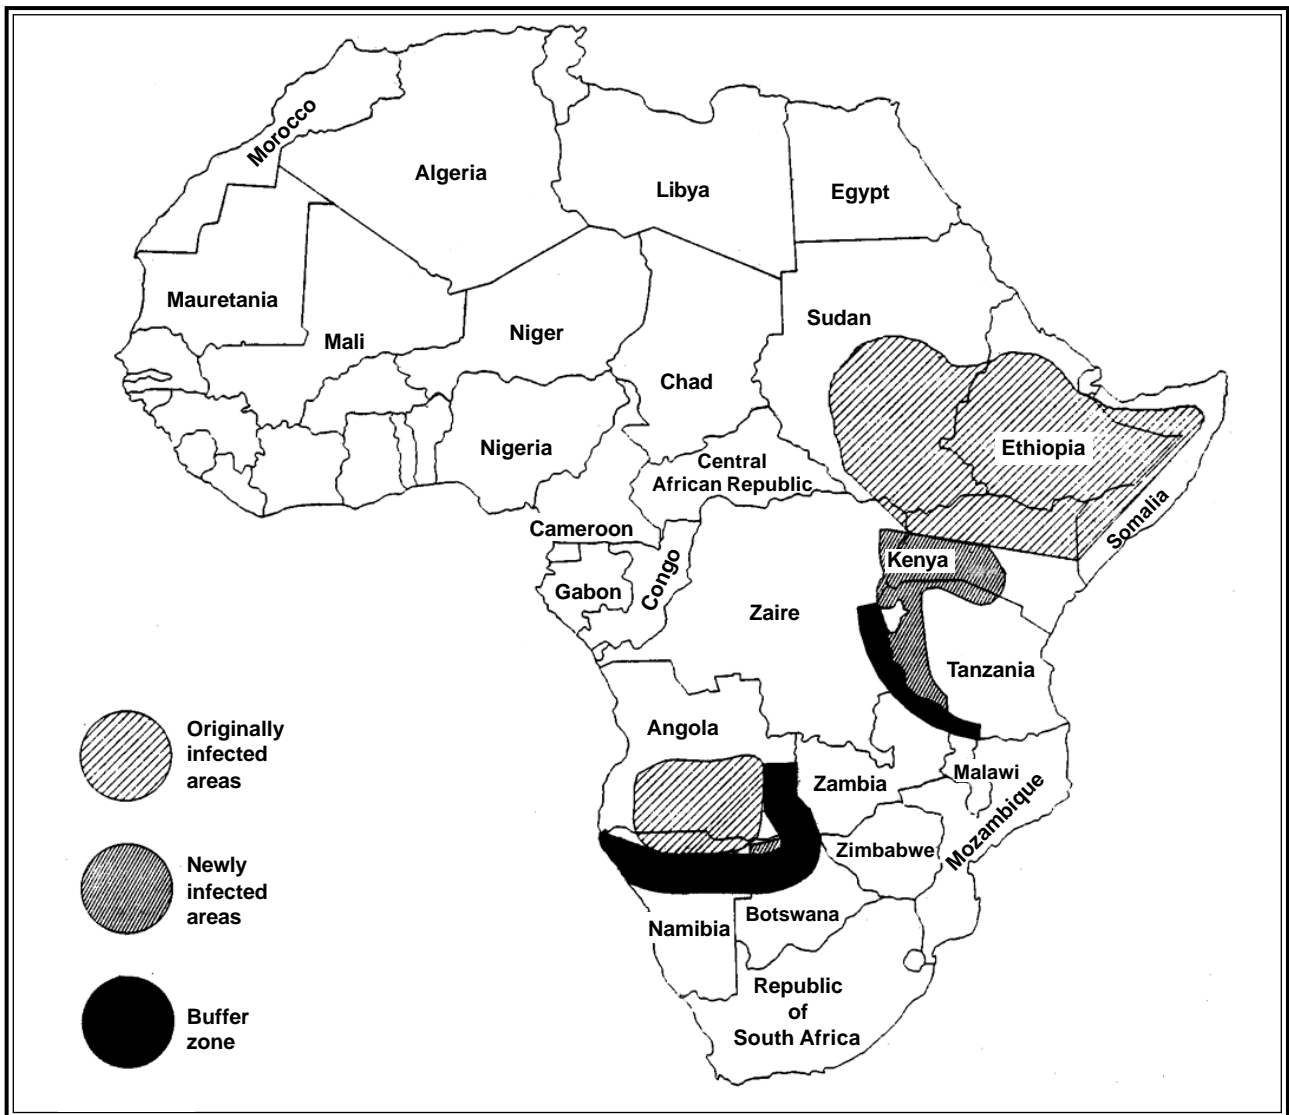 Morocco
Algeria
Libya
Egypt
Mauretania
Mali
Niger
Chad
Sudan
Nigeria
Central
African Republic
Ethiopia
Somalia
Cameroon
Gabon
Congo
Zaire
Kenya
Tanzania
Angola
Zambia
Malawi
Mozambique
Zimbabwe
Namibia
Botswana
Republic
of
South Africa
Originally
infected
areas
Newly
infected
areas
Buffer
zone